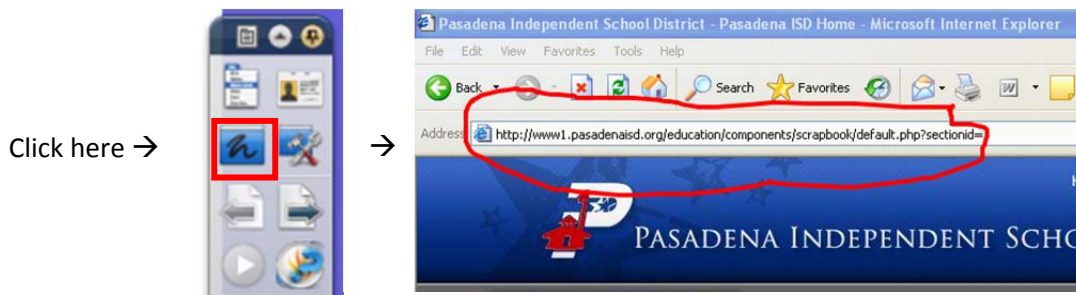 Pasadena Independent School District - Pasadena ISD Home - Microsoft Internet Explorer
File Edit View Favorites Tools Help
Back Search Favorites
Click here → →
Address http://www1.pasadenaisd.org/education/components/scrapbook/default.php?sectionid=
H
PASADENA INDEPENDENT SCHO